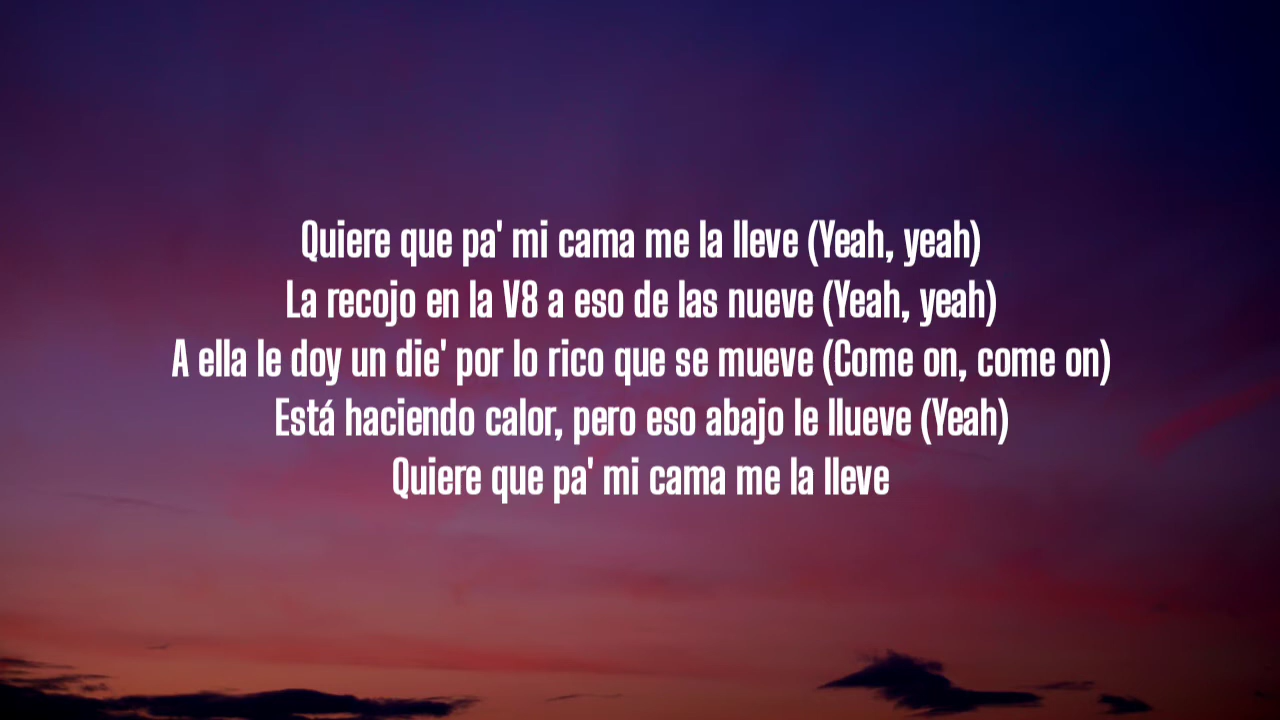 Quiere que pa' mi cama me la lleve (Yeah, yeah)
La recojo en la V8 a eso de las nueve (Yeah, yeah)
A ella le doy un die' por lo rico que se mueve (Come on, come on)
Está haciendo calor, pero eso abajo le llueve (Yeah)
Quiere que pa' mi cama me la lleve